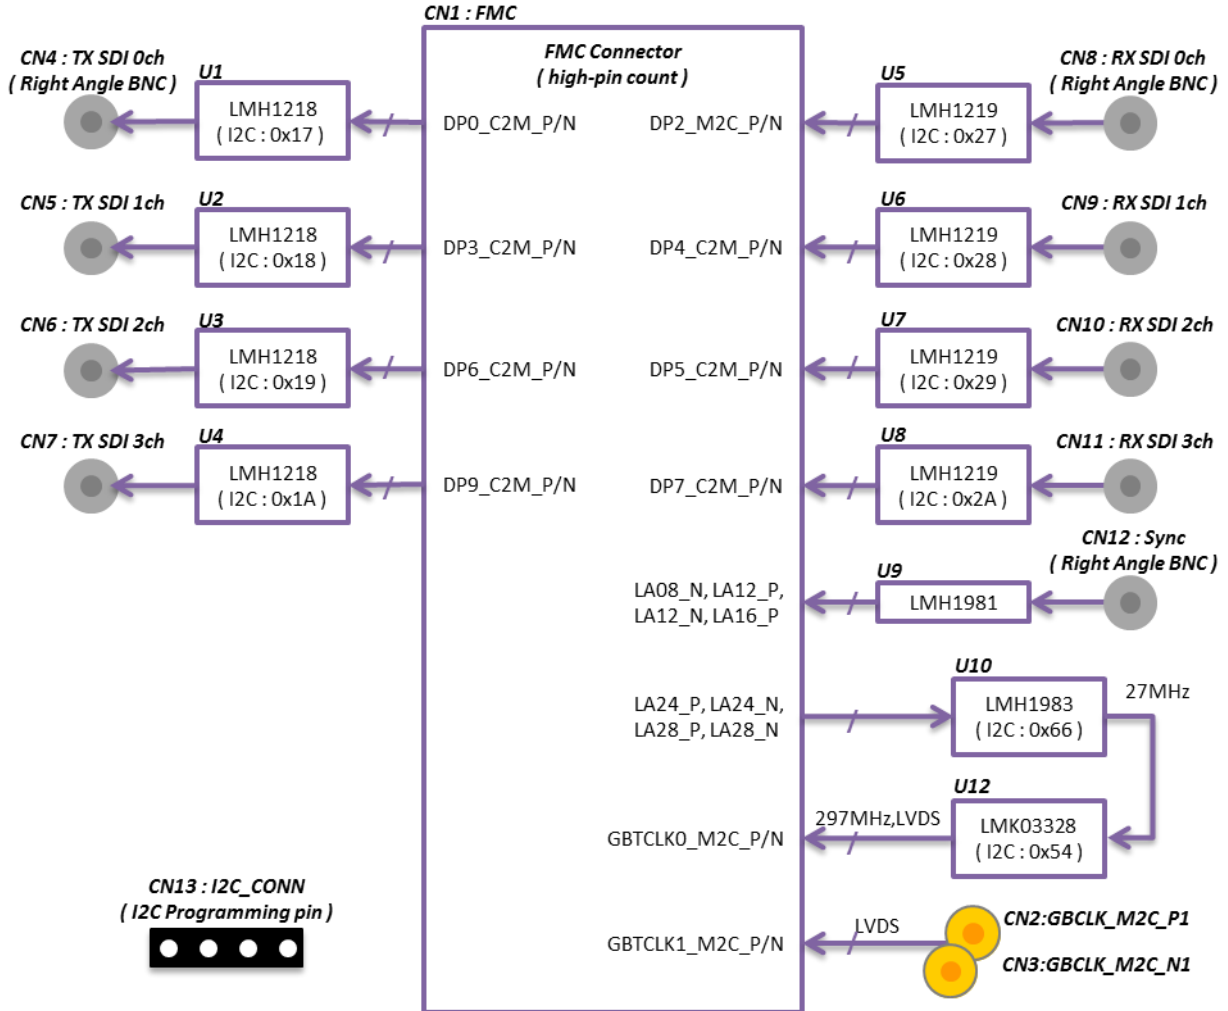 CN1 : FMC
FMC Connector
( high-pin count )
CN4 : TX SDI 0ch
( Right Angle BNC )
U1
LMH1218
( I2C : 0x17 )
DP0_C2M_P/N
DP2_M2C_P/N
U5
LMH1219
( I2C : 0x27 )
CN8 : RX SDI 0ch
( Right Angle BNC )
CN5 : TX SDI 1ch
U2
LMH1218
( I2C : 0x18 )
DP3_C2M_P/N
DP4_C2M_P/N
U6
LMH1219
( I2C : 0x28 )
CN9 : RX SDI 1ch
CN6 : TX SDI 2ch
U3
LMH1218
( I2C : 0x19 )
DP6_C2M_P/N
DP5_C2M_P/N
U7
LMH1219
( I2C : 0x29 )
CN10 : RX SDI 2ch
CN7 : TX SDI 3ch
U4
LMH1218
( I2C : 0x1A )
DP9_C2M_P/N
DP7_C2M_P/N
U8
LMH1219
( I2C : 0x2A )
CN11 : RX SDI 3ch
LA08_N, LA12_P,
LA12_N, LA16_P
U9
LMH1981
CN12 : Sync
( Right Angle BNC )
LA24_P, LA24_N,
LA28_P, LA28_N
U10
LMH1983
( I2C : 0x66 )
27MHz
GBTCLK0_M2C_P/N
297MHz,LVDS
U12
LMK03328
( I2C : 0x54 )
CN13 : I2C_CONN
( I2C Programming pin )
GBTCLK1_M2C_P/N
LVDS
CN2:GBCLK_M2C_P1
CN3:GBCLK_M2C_N1